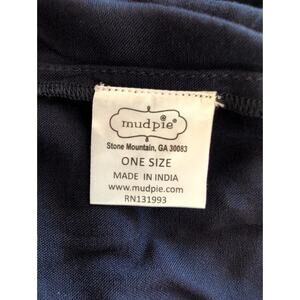 mudpie®
Stone Mountain, GA 30083
ONE SIZE
MADE IN INDIA
www.mudpie.com
RN131993